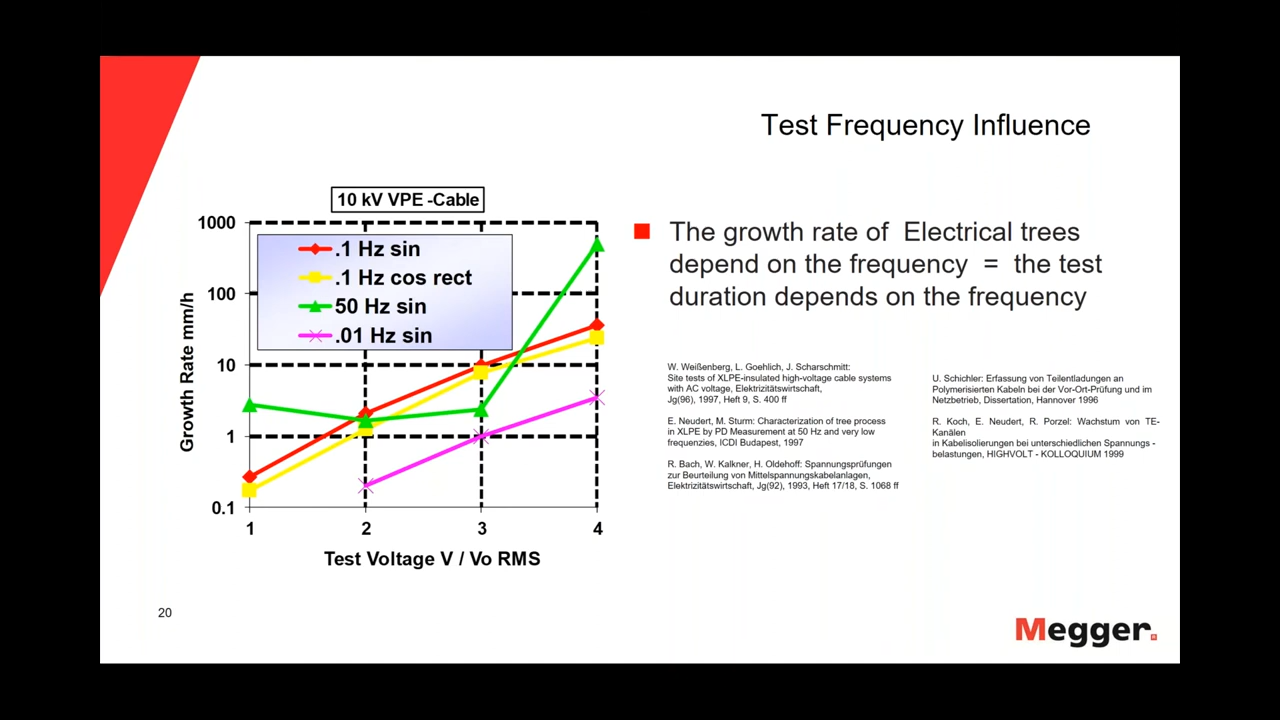 Test Frequency Influence
10 kV VPE -Cable
1000
100
10
1
0.1
Growth Rate mm/h
.1 Hz sin
.1 Hz cos rect
50 Hz sin
.01 Hz sin
1 2 3 4
Test Voltage V / Vo RMS
The growth rate of Electrical trees
depend on the frequency = the test
duration depends on the frequency
W. Weißenberg, L. Goehlich, J. Scharschmitt:
Site tests of XLPE-insulated high-voltage cable systems
with AC voltage, Elektrizitätswirtschaft,
Jg(96), 1997, Heft 9, S. 400 ff
E. Neudert, M. Sturm: Characterization of tree process
in XLPE by PD Measurement at 50 Hz and very low
frequenzies, ICDI Budapest, 1997
R. Bach, W. Kalkner, H. Oldehoff: Spannungsprüfungen
zur Beurteilung von Mittelspannungskabelanlagen,
Elektrizitätswirtschaft, Jg(92), 1993, Heft 17/18, S. 1068 ff
U. Schichler: Erfassung von Teilentladungen an
Polymerisierten Kabeln bei der Vor-Ort-Prüfung und im
Netzbetrieb, Dissertation, Hannover 1996
R. Koch, E. Neudert, R. Porzel: Wachstum von TE-
Kanälen
in Kabelisolierungen bei unterschiedlichen Spannungs -
belastungen, HIGHVOLT - KOLLOQUIUM 1999
20
Megger.